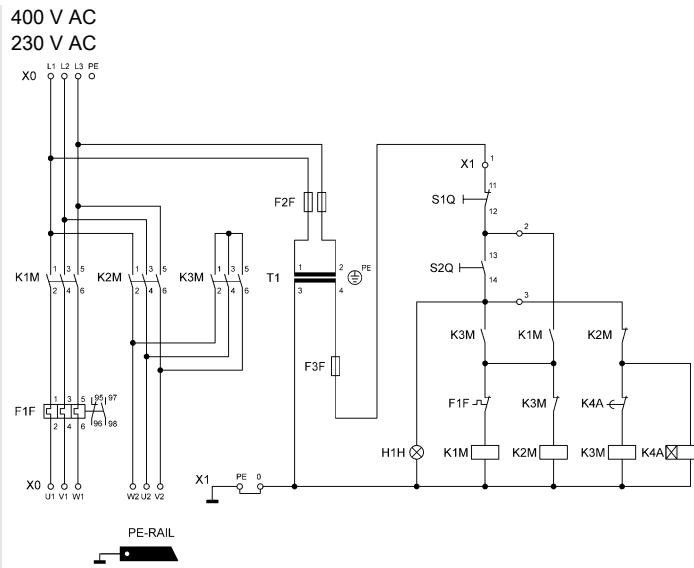 400 V AC
230 V AC
X0 L1 L2 L3 PE
X1 1
11
S1Q
12
F2F
2
13
S2Q
14
1 3 5 1 3 5 1 3 5
K1M K2M K3M
2 4 6 2 4 6 2 4 6
T1 1 2 PE
3 4
3
K3M K1M K2M
F3F
1 3 5 95 97
F1F
2 4 6 96 98
F1F K3M K4A
H1H K1M K2M K3M K4A
X0 U1 V1 W1 W2 U2 V2
X1 PE 0
PE-RAIL